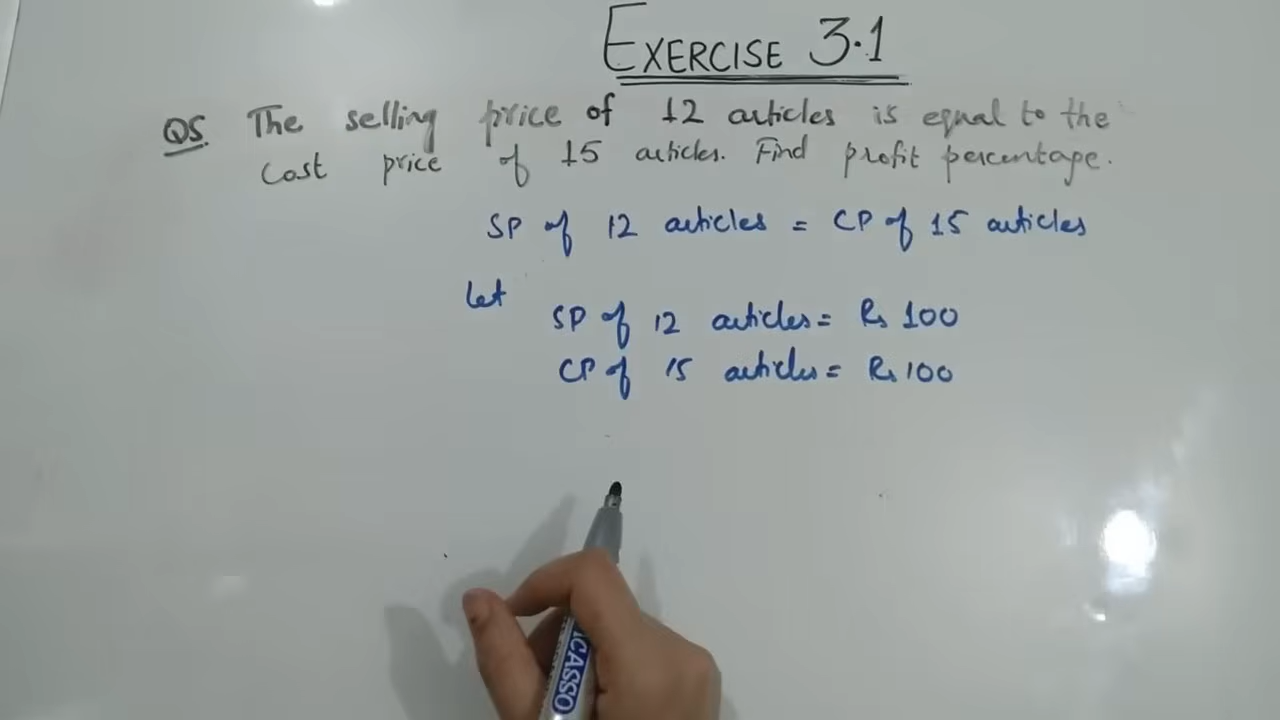 EXERCISE 3.1
Q5. The selling price of 12 articles is equal to the
cost price of 15 articles. Find profit percentage.
SP of 12 articles = CP of 15 articles
let
SP of 12 articles = Rs 100
CP of 15 articles = Rs 100
ICASSO